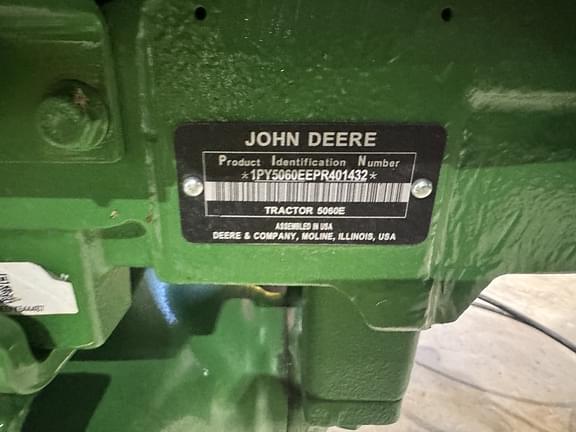 JOHN DEERE
Product Identification Number
*1PY5060EEPR401432*
TRACTOR 5060E
ASSEMBLED IN USA
DEERE & COMPANY, MOLINE, ILLINOIS, USA